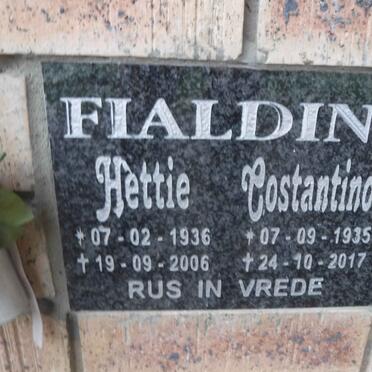 FIALDIN
Hettie Costantino
* 07 - 02 - 1936 * 07 - 09 - 1935
† 19 - 09 - 2006 † 24 - 10 - 2017
RUS IN VREDE